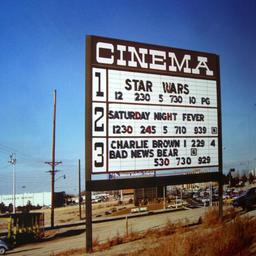 CINEMA
1 STAR WARS
12 230 5 730 10 PG
2 SATURDAY NIGHT FEVER
1230 245 5 710 939 R
3 CHARLIE BROWN 1 229 4
BAD NEWS BEAR
530 730 929